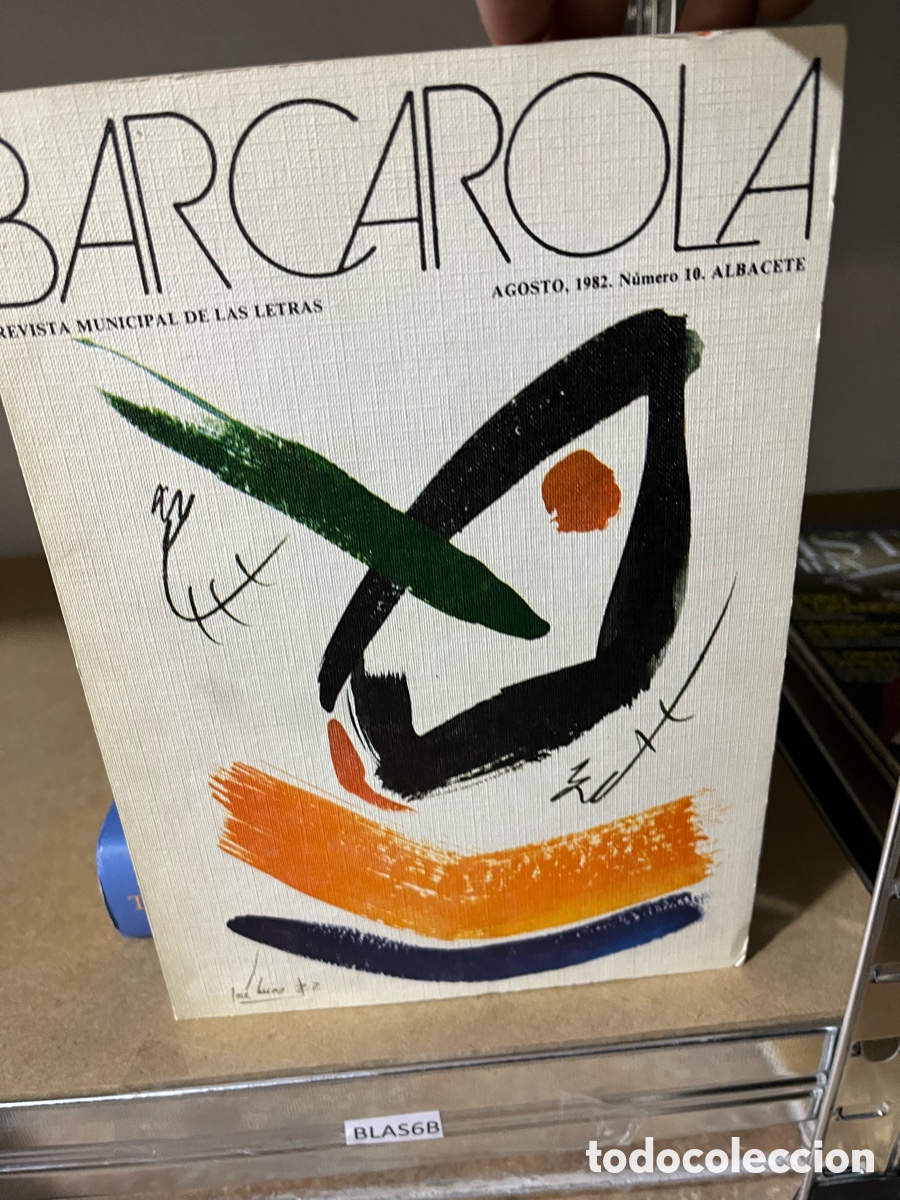 BARCAROLA
REVISTA MUNICIPAL DE LAS LETRAS
AGOSTO, 1982. Número 10. ALBACETE
BLAS6B
todocoleccion